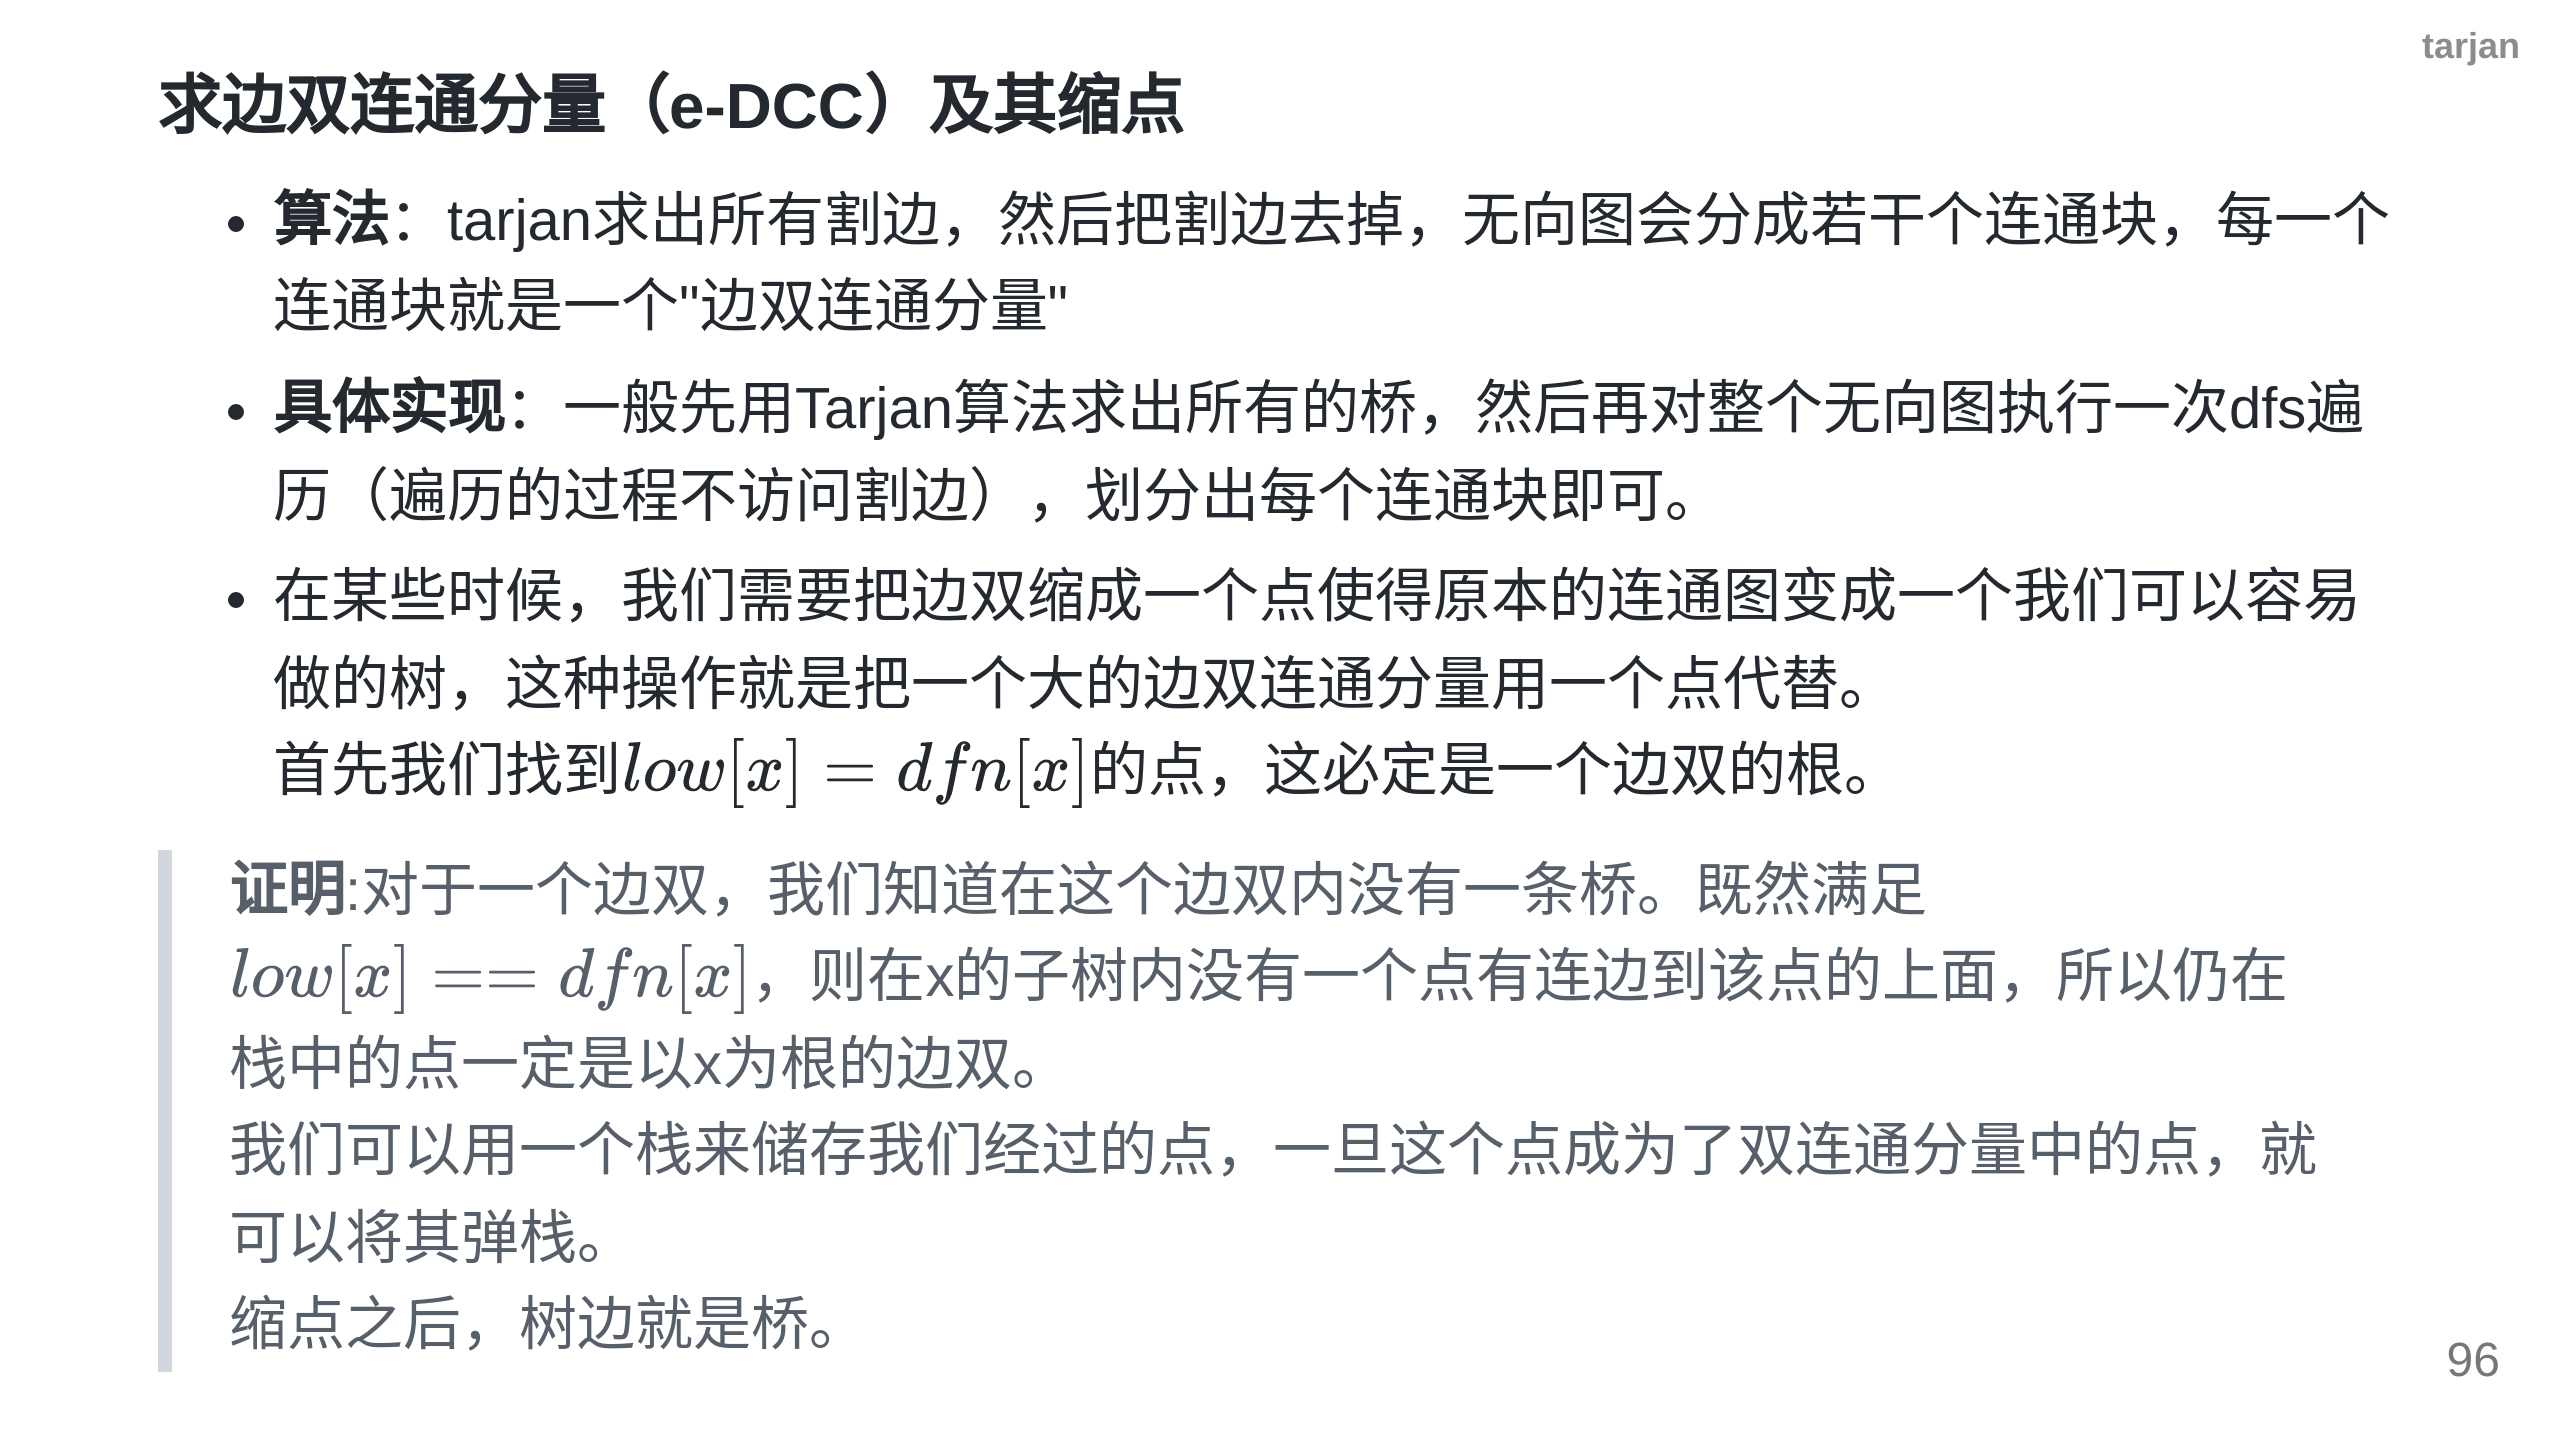 tarjan
求边双连通分量（e-DCC）及其缩点
• 算法：tarjan求出所有割边，然后把割边去掉，无向图会分成若干个连通块，每一个
连通块就是一个"边双连通分量"
• 具体实现：一般先用Tarjan算法求出所有的桥，然后再对整个无向图执行一次dfs遍
历（遍历的过程不访问割边），划分出每个连通块即可。
• 在某些时候，我们需要把边双缩成一个点使得原本的连通图变成一个我们可以容易
做的树，这种操作就是把一个大的边双连通分量用一个点代替。
首先我们找到low[x] = dfn[x]的点，这必定是一个边双的根。
证明:对于一个边双，我们知道在这个边双内没有一条桥。既然满足
low[x] == dfn[x]，则在x的子树内没有一个点有连边到该点的上面，所以仍在
栈中的点一定是以x为根的边双。
我们可以用一个栈来储存我们经过的点，一旦这个点成为了双连通分量中的点，就
可以将其弹栈。
缩点之后，树边就是桥。
96